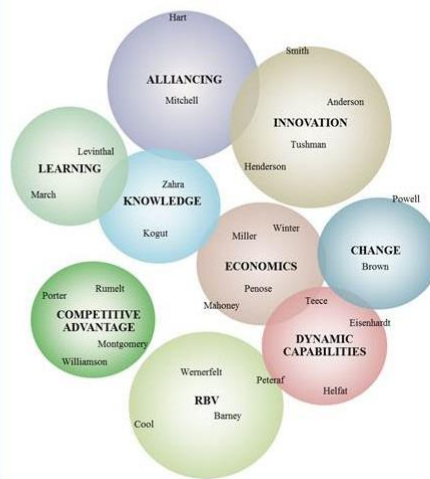 Hart
ALLIANCING
Mitchell
Smith
Anderson
INNOVATION
Tushman
Henderson
Levinthal
LEARNING
March
Zahra
KNOWLEDGE
Kogut
Miller
Winter
ECONOMICS
Penose
Mahoney
Powell
CHANGE
Brown
Teece
Eisenhardt
DYNAMIC
CAPABILITIES
Helfat
Porter
Rumelt
COMPETITIVE
ADVANTAGE
Montgomery
Williamson
Wernerfelt
Peteraf
RBV
Barney
Cool